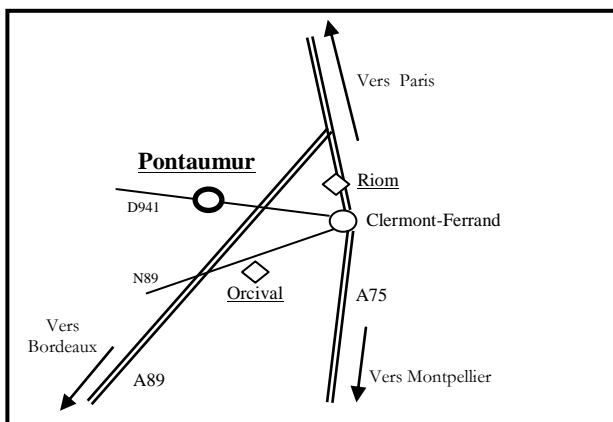 Vers Paris
Pontaumur
Riom
D941
Clermont-Ferrand
N89
Orcival
A75
Vers
Bordeaux
A89
Vers Montpellier